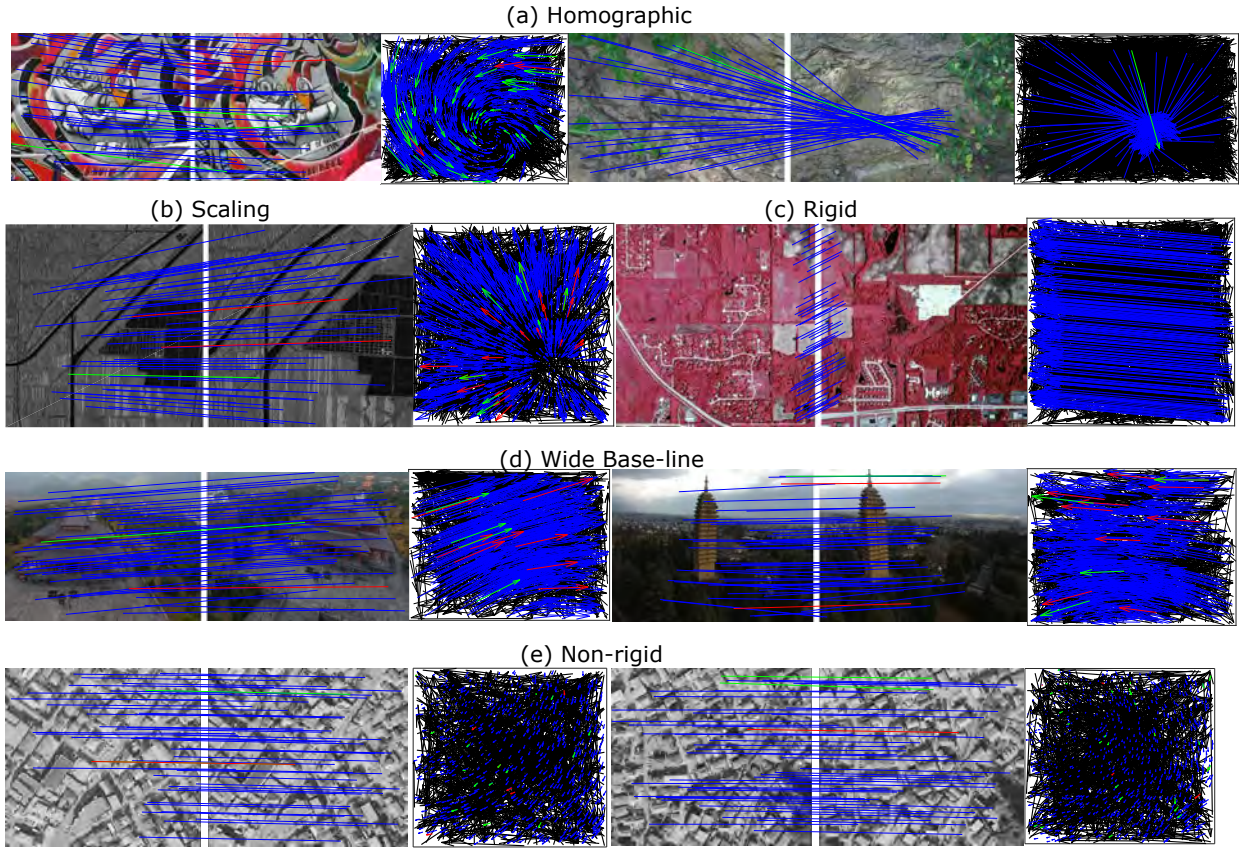 (a) Homographic
(b) Scaling
(c) Rigid
(d) Wide Base-line
(e) Non-rigid